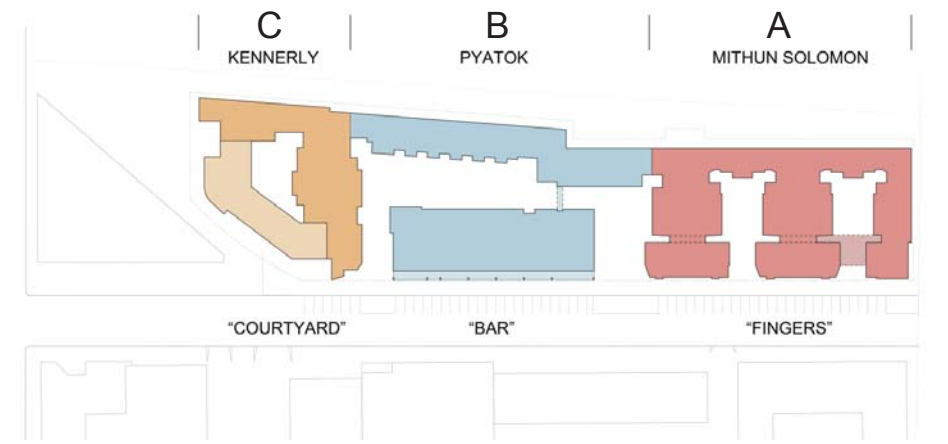 C B A
KENNERLY PYATOK MITHUN SOLOMON
“COURTYARD” “BAR” “FINGERS”